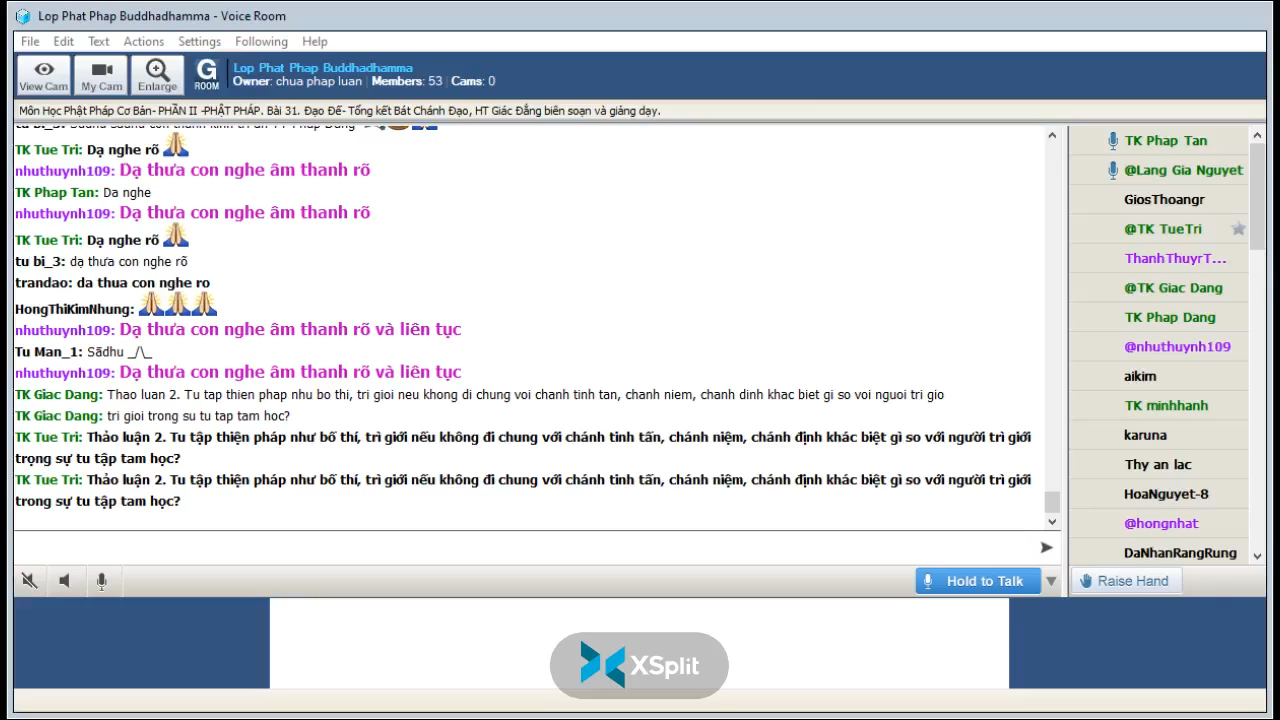 Lop Phat Phap Buddhadhamma - Voice Room
File Edit Text Actions Settings Following Help
View Cam My Cam Enlarge G ROOM
Lop Phat Phap Buddhadhamma
Owner: chua phap luan Members: 53 Cams: 0
Môn Học Phật Pháp Cơ Bản- PHẦN II -PHẬT PHÁP. Bài 31. Đạo Đế- Tổng kết Bát Chánh Đạo, HT Giác Đẳng biên soạn và giảng dạy.
TK Tue Tri: Dạ nghe rõ
nhuthuynh109: Dạ thưa con nghe âm thanh rõ
TK Phap Tan: Da nghe
nhuthuynh109: Dạ thưa con nghe âm thanh rõ
TK Tue Tri: Dạ nghe rõ
tu bi_3: dạ thưa con nghe rõ
trandao: da thua con nghe ro
HongThiKimNhung:
nhuthuynh109: Dạ thưa con nghe âm thanh rõ và liên tục
Tu Man_1: Sādhu _/\_
nhuthuynh109: Dạ thưa con nghe âm thanh rõ và liên tục
TK Giac Dang: Thao luan 2. Tu tap thien phap nhu bo thi, tri gioi neu khong di chung voi chanh tinh tan, chanh niem, chanh dinh khac biet gi so voi nguoi tri gio
TK Giac Dang: tri gioi trong su tu tap tam hoc?
TK Tue Tri: Thảo luận 2. Tu tập thiện pháp như bố thí, trì giới nếu không đi chung với chánh tinh tấn, chánh niệm, chánh định khác biệt gì so với người trì giới
trọng sự tu tập tam học?
TK Tue Tri: Thảo luận 2. Tu tập thiện pháp như bố thí, trì giới nếu không đi chung với chánh tinh tấn, chánh niệm, chánh định khác biệt gì so với người trì giới
trong sự tu tập tam học?
TK Phap Tan
@Lang Gia Nguyet
GiosThoangr
@TK TueTri
ThanhThuyrT...
@TK Giac Dang
TK Phap Dang
@nhuthuynh109
aikim
TK minhhanh
karuna
Thy an lac
HoaNguyet-8
@hongnhat
DaNhanRangRung
Hold to Talk
Raise Hand
XSplit